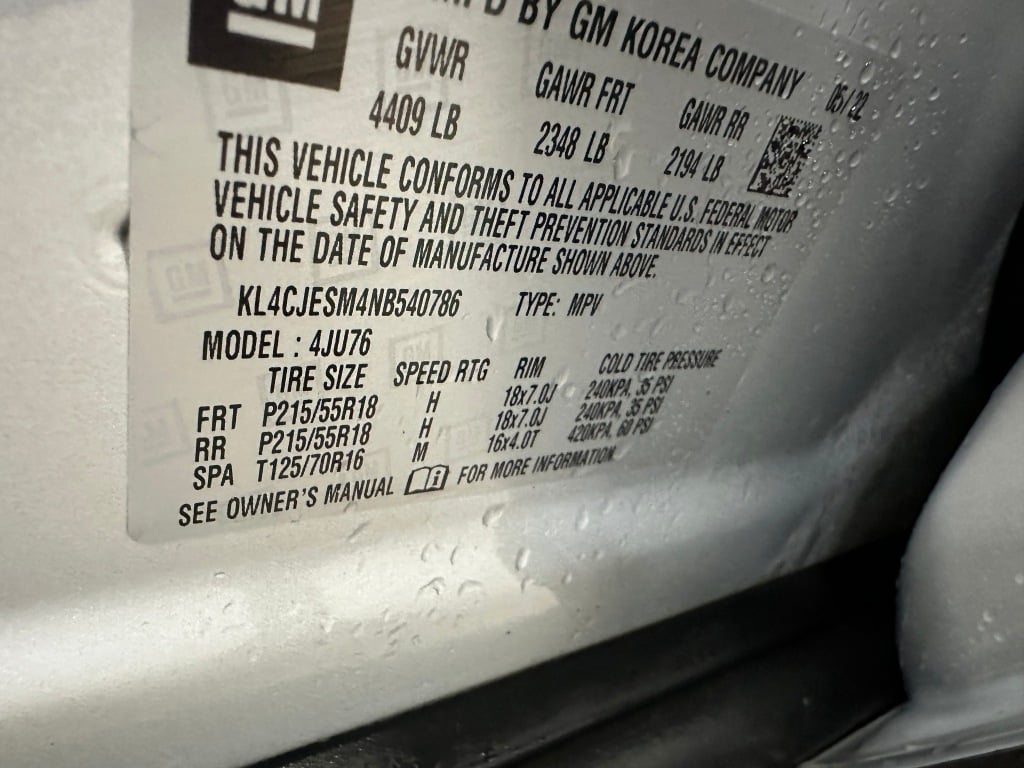 GM
MFD BY GM KOREA COMPANY
05/22
GVWR GAWR FRT GAWR RR
4409 LB 2348 LB 2194 LB
THIS VEHICLE CONFORMS TO ALL APPLICABLE U.S. FEDERAL MOTOR
VEHICLE SAFETY AND THEFT PREVENTION STANDARDS IN EFFECT
ON THE DATE OF MANUFACTURE SHOWN ABOVE.
KL4CJESM4NB540786 TYPE: MPV
MODEL : 4JU76
TIRE SIZE SPEED RTG RIM COLD TIRE PRESSURE
FRT P215/55R18 H 18x7.0J 240KPA, 35 PSI
RR P215/55R18 H 18x7.0J 240KPA, 35 PSI
SPA T125/70R16 M 16x4.0T 420KPA, 60 PSI
SEE OWNER'S MANUAL FOR MORE INFORMATION.